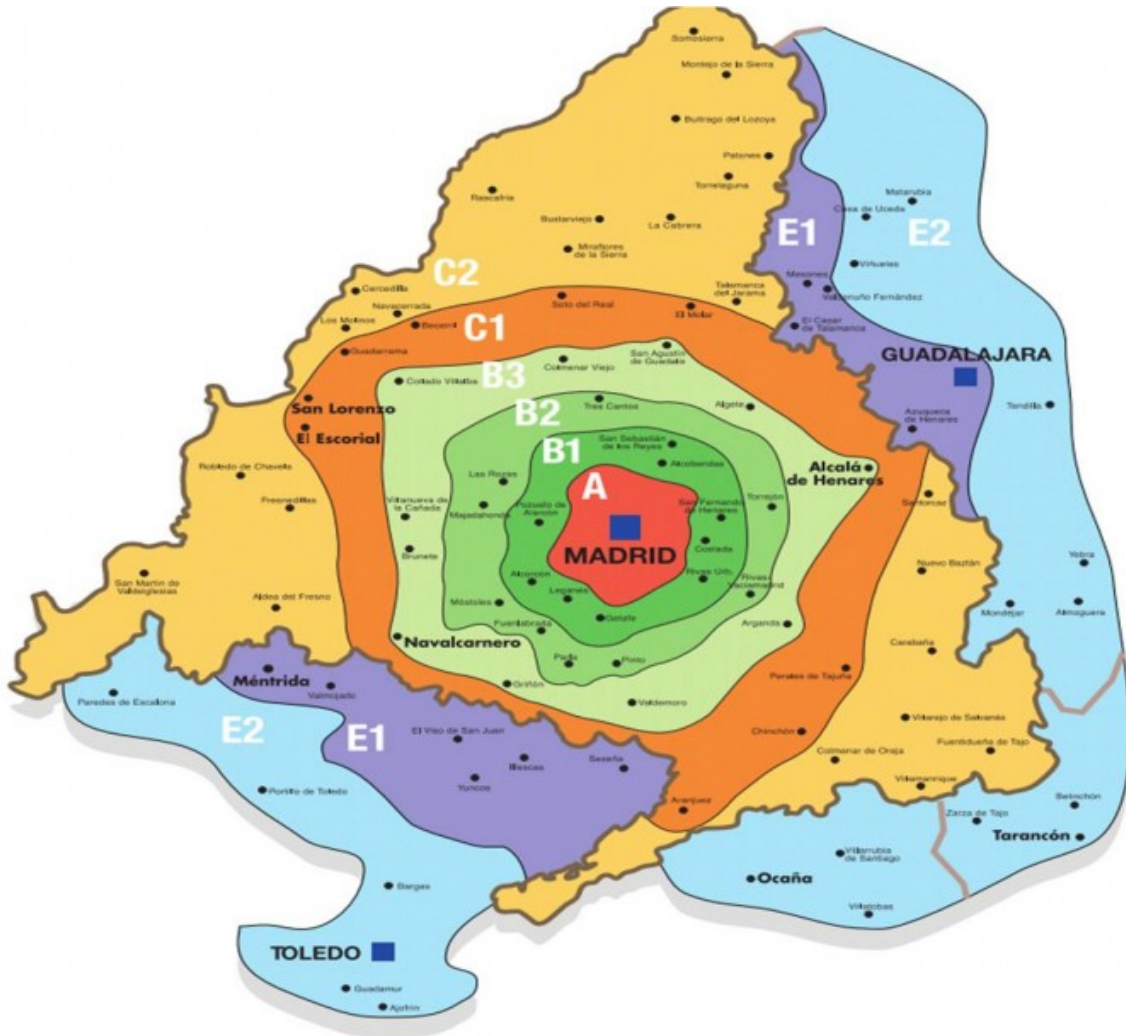 Somosierra
Montejo de la Sierra
Buitrago del Lozoya
Patones
Torrelaguna
Rascafría
Matarubia
Casa de Uceda
Bustarviejo
La Cabrera
E1
E2
Miraflores
de la Sierra
C2
Viñuelas
Mesones
Cercedilla
Talamanca
del Jarama
Valdenuño Fernández
Navacerrada
Soto del Real
El Molar
Los Molinos
Becerril
C1
El Casar
de Talamanca
Guadarrama
San Agustín
de Guadalix
GUADALAJARA
Colmenar Viejo
B3
Collado Villalba
San Lorenzo
Tres Cantos
Algete
Tendilla
B2
Azuqueca
de Henares
El Escorial
San Sebastián
de los Reyes
B1
Alcobendas
Alcalá
de Henares
Robledo de Chavela
Las Rozas
A
Santorcaz
Fresnedillas
Villanueva de
la Cañada
Majadahonda
Pozuelo de
Alarcón
San Fernando
de Henares
Torrejón
MADRID
Brunete
Coslada
Yebra
San Martín de
Valdeiglesias
Alcorcón
Rivas Urb.
Rivas
Vaciamadrid
Nuevo Baztán
Aldea del Fresno
Móstoles
Leganés
Mondejar
Almoguera
Getafe
Fuenlabrada
Arganda
Navalcarnero
Carabaña
Parla
Pinto
Méntrida
Perales de Tajuña
Valmojado
Griñón
Paredes de Escalona
Valdemoro
Villarejo de Salvanés
E2
E1
El Viso de San Juan
Chinchón
Colmenar de Oreja
Fuentidueña de Tajo
Illescas
Seseña
Yuncos
Villamanrique
Portillo de Toledo
Aranjuez
Belinchón
Zarza de Tajo
Tarancón
Villarrubia
de Santiago
Bargas
Ocaña
Villatobas
TOLEDO
Guadamur
Ajofrín